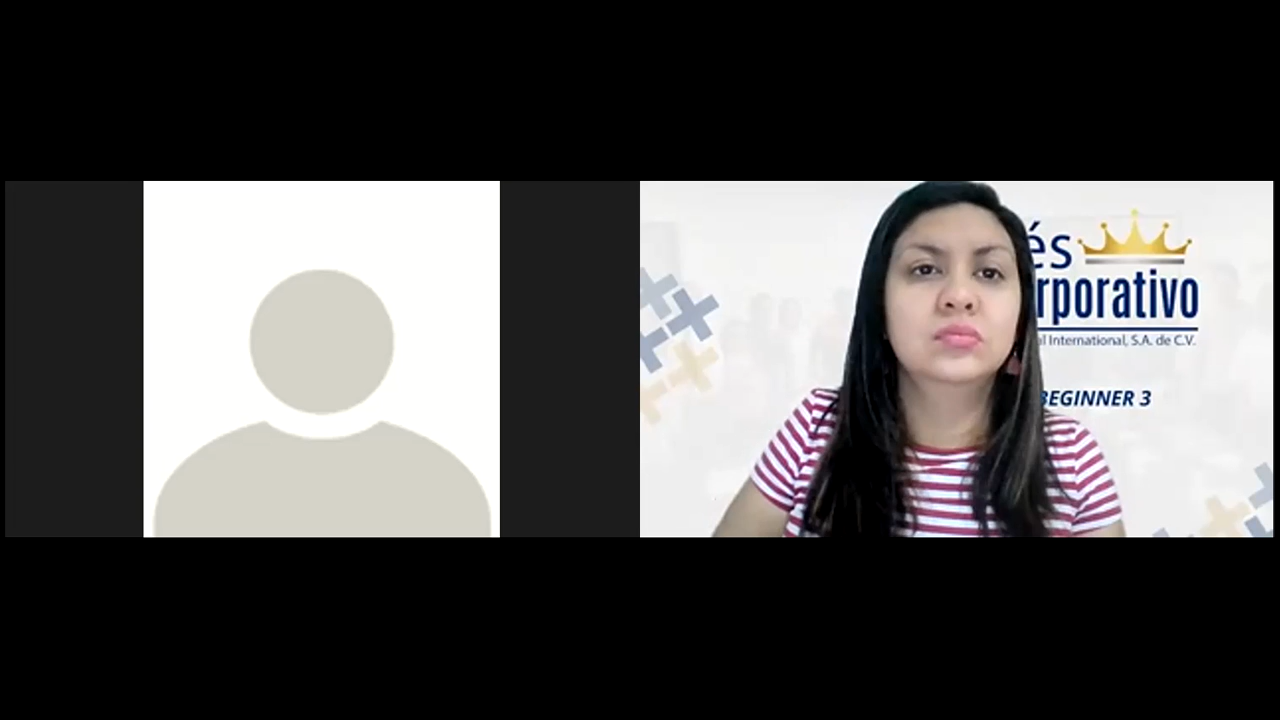 és
rporativo
al International, S.A. de C.V.
BEGINNER 3